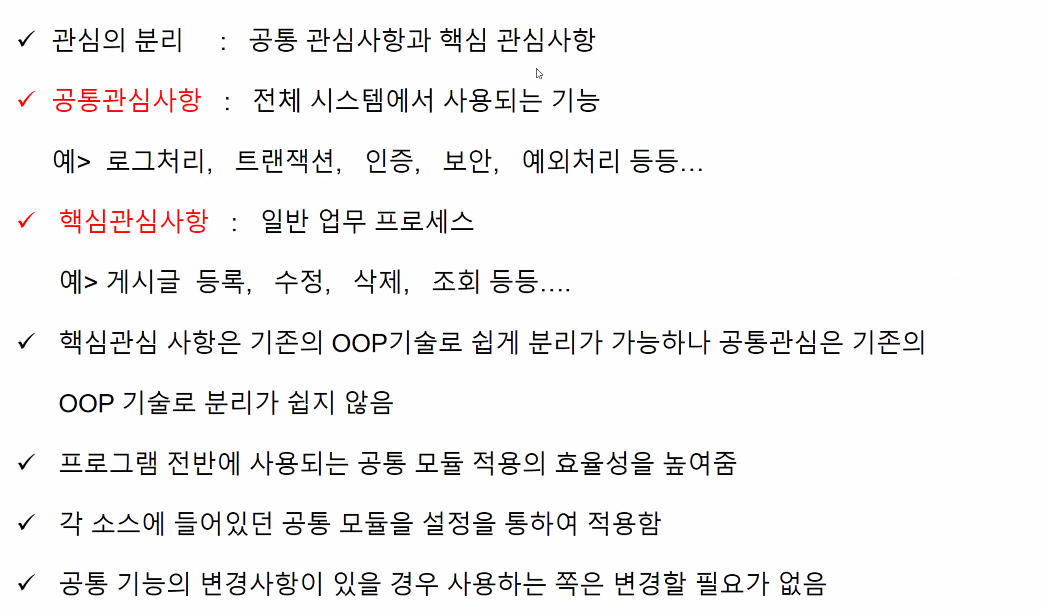 ✓ 관심의 분리 : 공통 관심사항과 핵심 관심사항
✓ 공통관심사항 : 전체 시스템에서 사용되는 기능
예> 로그처리, 트랜잭션, 인증, 보안, 예외처리 등등…
✓ 핵심관심사항 : 일반 업무 프로세스
예> 게시글 등록, 수정, 삭제, 조회 등등….
✓ 핵심관심 사항은 기존의 OOP기술로 쉽게 분리가 가능하나 공통관심은 기존의
OOP 기술로 분리가 쉽지 않음
✓ 프로그램 전반에 사용되는 공통 모듈 적용의 효율성을 높여줌
✓ 각 소스에 들어있던 공통 모듈을 설정을 통하여 적용함
✓ 공통 기능의 변경사항이 있을 경우 사용하는 쪽은 변경할 필요가 없음